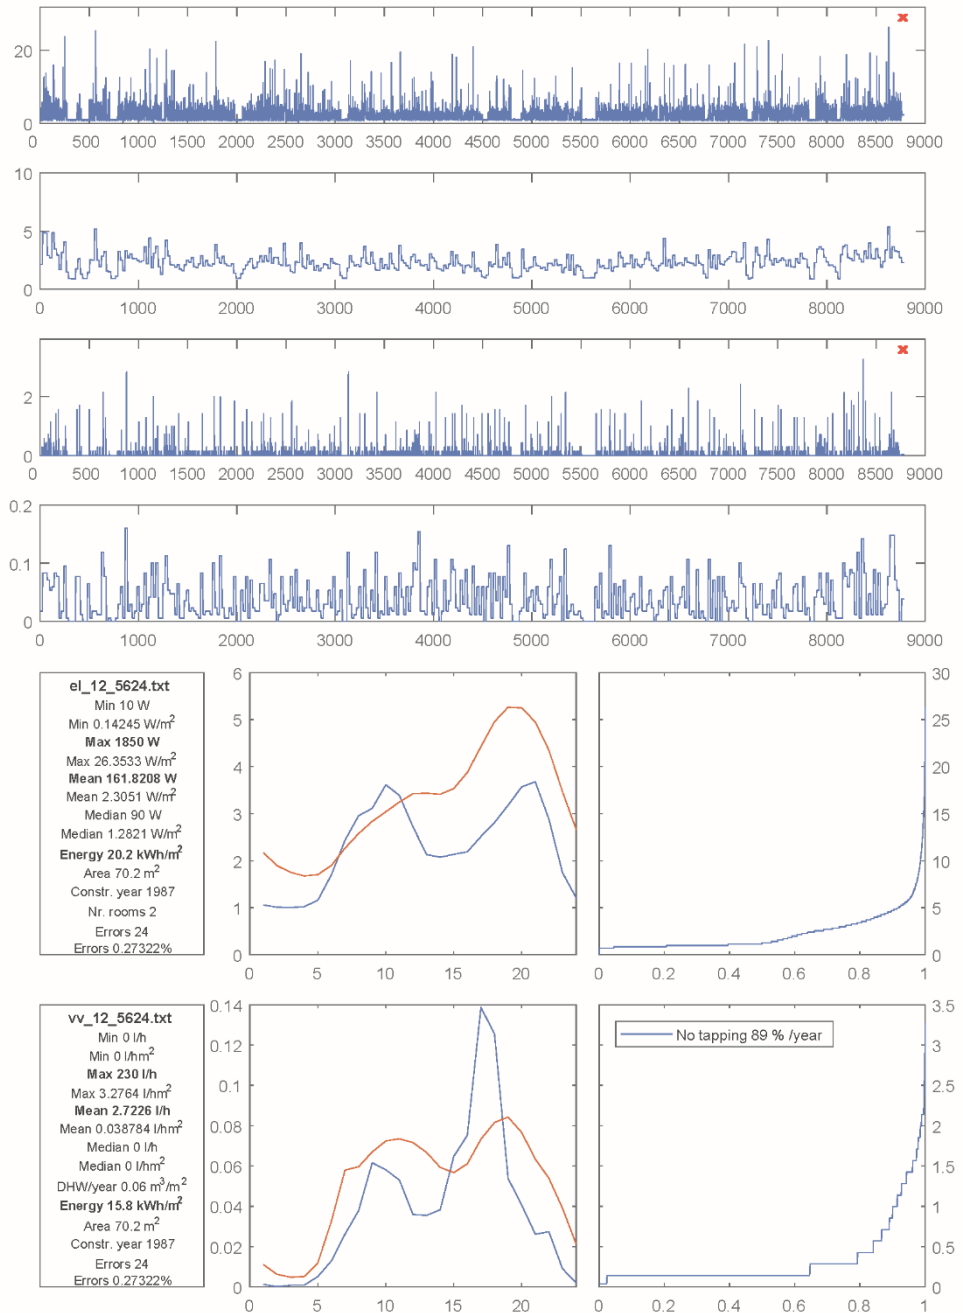 20
10
0
0 500 1000 1500 2000 2500 3000 3500 4000 4500 5000 5500 6000 6500 7000 7500 8000 8500 9000
10
5
0
0 1000 2000 3000 4000 5000 6000 7000 8000 9000
2
1
0
0 500 1000 1500 2000 2500 3000 3500 4000 4500 5000 5500 6000 6500 7000 7500 8000 8500 9000
0.2
0.1
0
0 1000 2000 3000 4000 5000 6000 7000 8000 9000
el_12_5624.txt
Min 10 W
Min 0.14245 W/m²
Max 1850 W
Max 26.3533 W/m²
Mean 161.8208 W
Mean 2.3051 W/m²
Median 90 W
Median 1.2821 W/m²
Energy 20.2 kWh/m²
Area 70.2 m²
Constr. year 1987
Nr. rooms 2
Errors 24
Errors 0.27322%
6
5
4
3
2
1
0
0 5 10 15 20
30
25
20
15
10
5
0
0 0.2 0.4 0.6 0.8 1
vv_12_5624.txt
Min 0 l/h
Min 0 l/hm²
Max 230 l/h
Max 3.2764 l/hm²
Mean 2.7226 l/h
Mean 0.038784 l/hm²
Median 0 l/h
Median 0 l/hm²
DHW/year 0.06 m³/m²
Energy 15.8 kWh/m²
Area 70.2 m²
Constr. year 1987
Errors 24
Errors 0.27322%
0.14
0.12
0.1
0.08
0.06
0.04
0.02
0
0 5 10 15 20
No tapping 89 % /year
3.5
3
2.5
2
1.5
1
0.5
0
0 0.2 0.4 0.6 0.8 1